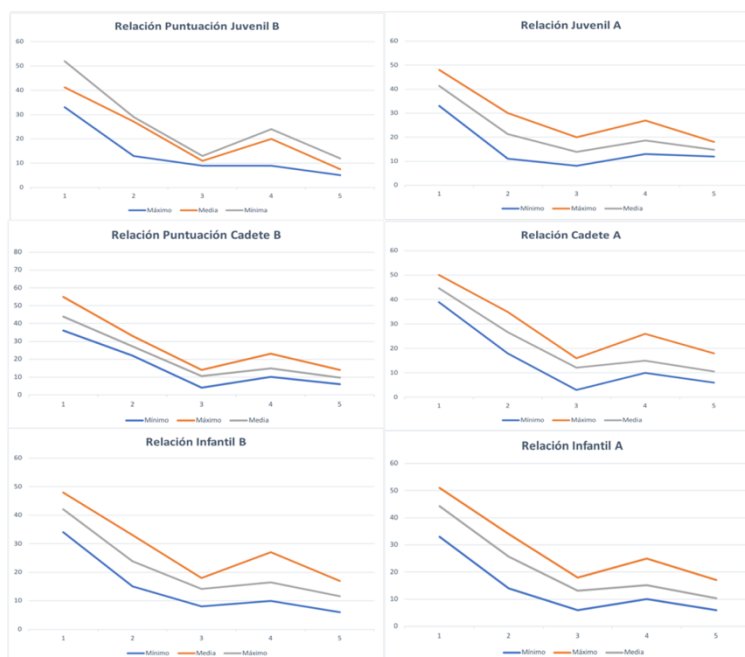 Relación Puntuación Juvenil B
60
50
40
30
20
10
0
1 2 3 4 5
Máximo Media Mínima
Relación Juvenil A
60
50
40
30
20
10
0
1 2 3 4 5
Mínimo Máximo Media
Relación Puntuación Cadete B
80
70
60
50
40
30
20
10
0
1 2 3 4 5
Mínimo Máximo Media
Relación Cadete A
60
50
40
30
20
10
0
1 2 3 4 5
Mínimo Máximo Media
Relación Infantil B
60
50
40
30
20
10
0
1 2 3 4 5
Mínimo Media Máximo
Relación Infantil A
60
50
40
30
20
10
0
1 2 3 4 5
Mínimo Máximo Media